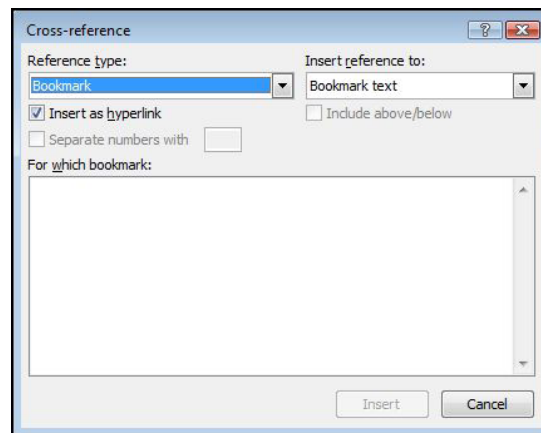 Cross-reference
Reference type: Insert reference to:
Bookmark Bookmark text
Insert as hyperlink Include above/below
Separate numbers with
For which bookmark:
Insert Cancel